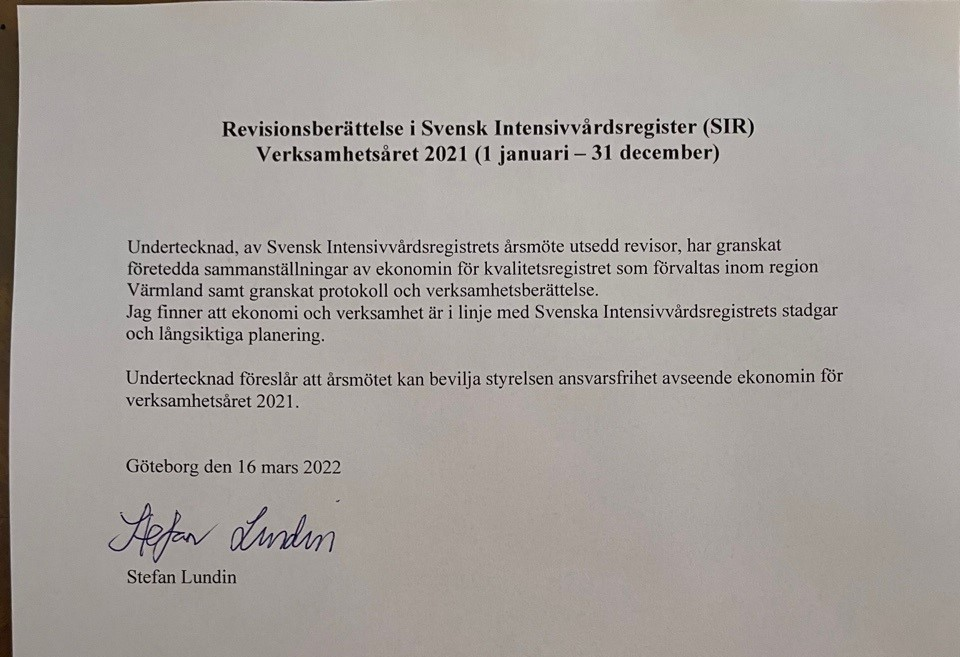 Revisionsberättelse i Svensk Intensivvårdsregister (SIR)
Verksamhetsåret 2021 (1 januari – 31 december)
Undertecknad, av Svensk Intensivvårdsregistrets årsmöte utsedd revisor, har granskat
företedda sammanställningar av ekonomin för kvalitetsregistret som förvaltas inom region
Värmland samt granskat protokoll och verksamhetsberättelse.
Jag finner att ekonomi och verksamhet är i linje med Svenska Intensivvårdsregistrets stadgar
och långsiktiga planering.
Undertecknad föreslår att årsmötet kan bevilja styrelsen ansvarsfrihet avseende ekonomin för
verksamhetsåret 2021.
Göteborg den 16 mars 2022
Stefan Lundin
Stefan Lundin